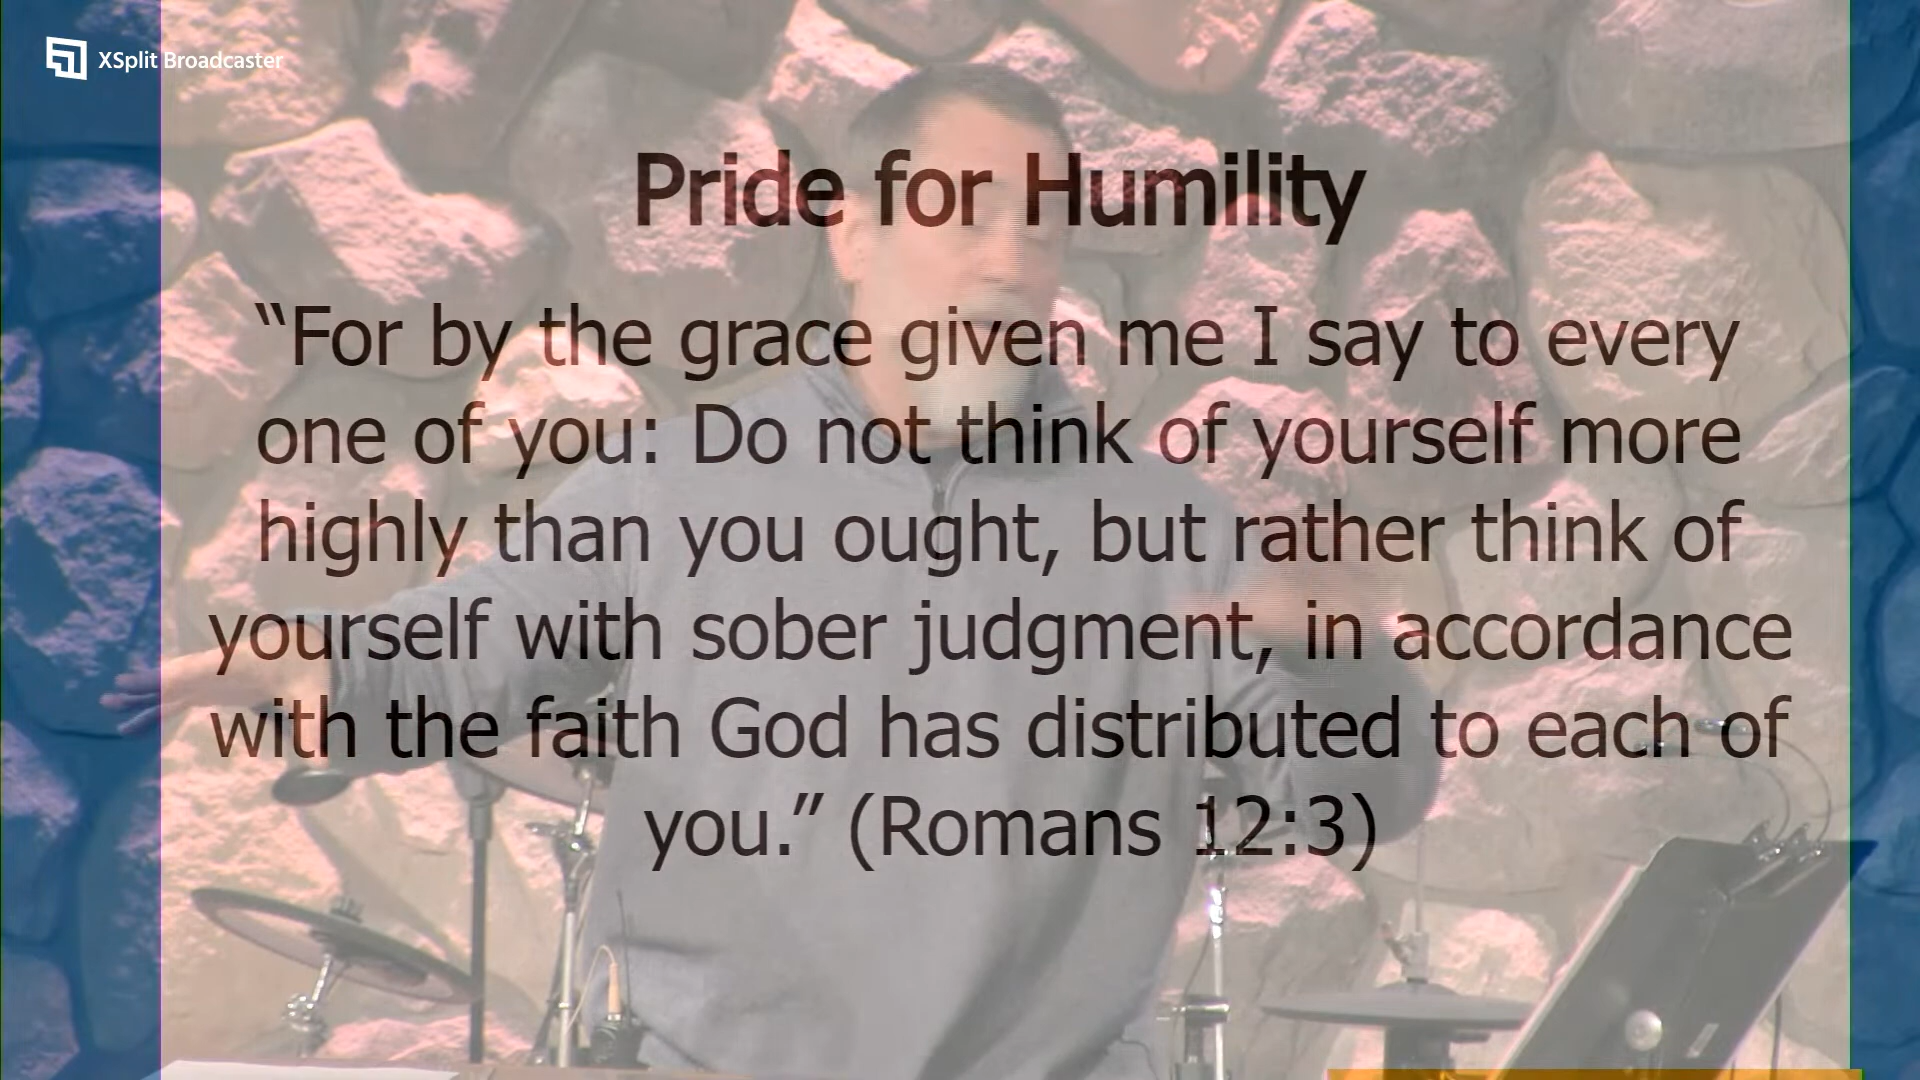 XSplit Broadcaster
Pride for Humility
“For by the grace given me I say to every
one of you: Do not think of yourself more
highly than you ought, but rather think of
yourself with sober judgment, in accordance
with the faith God has distributed to each of
you.” (Romans 12:3)